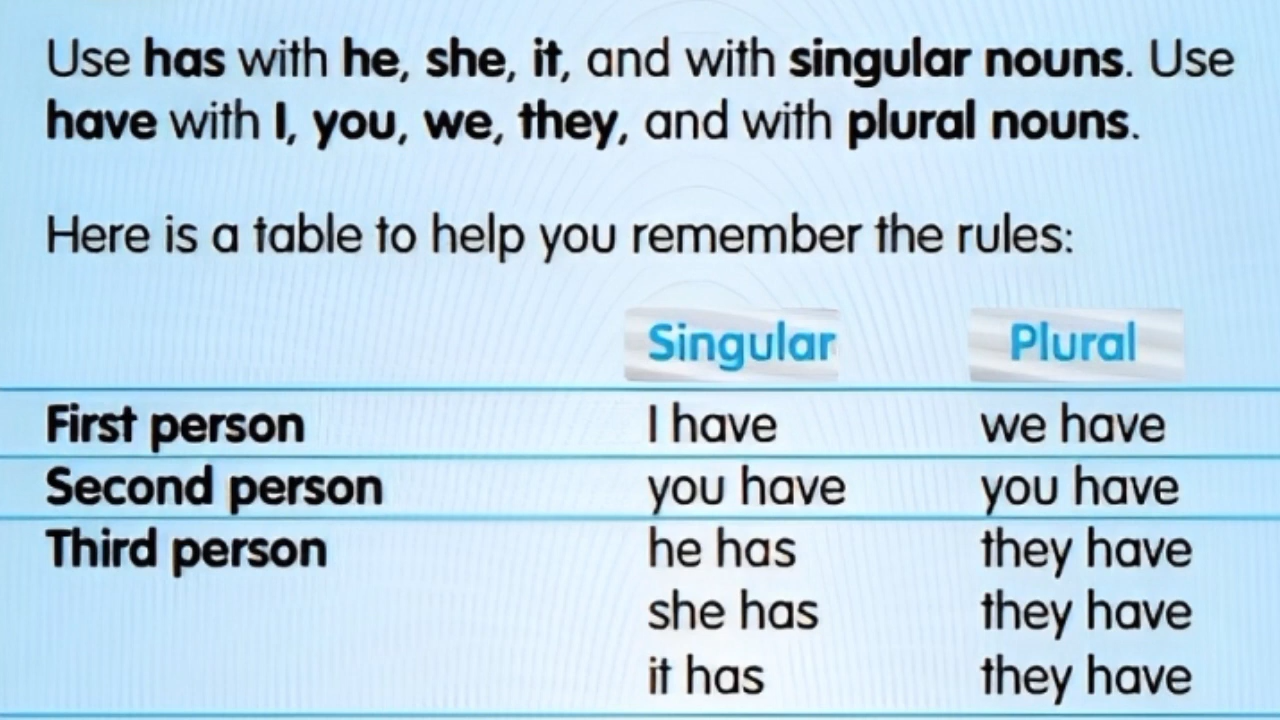 Use has with he, she, it, and with singular nouns. Use
have with I, you, we, they, and with plural nouns.
Here is a table to help you remember the rules:
Singular Plural
First person I have we have
Second person you have you have
Third person he has they have
she has they have
it has they have